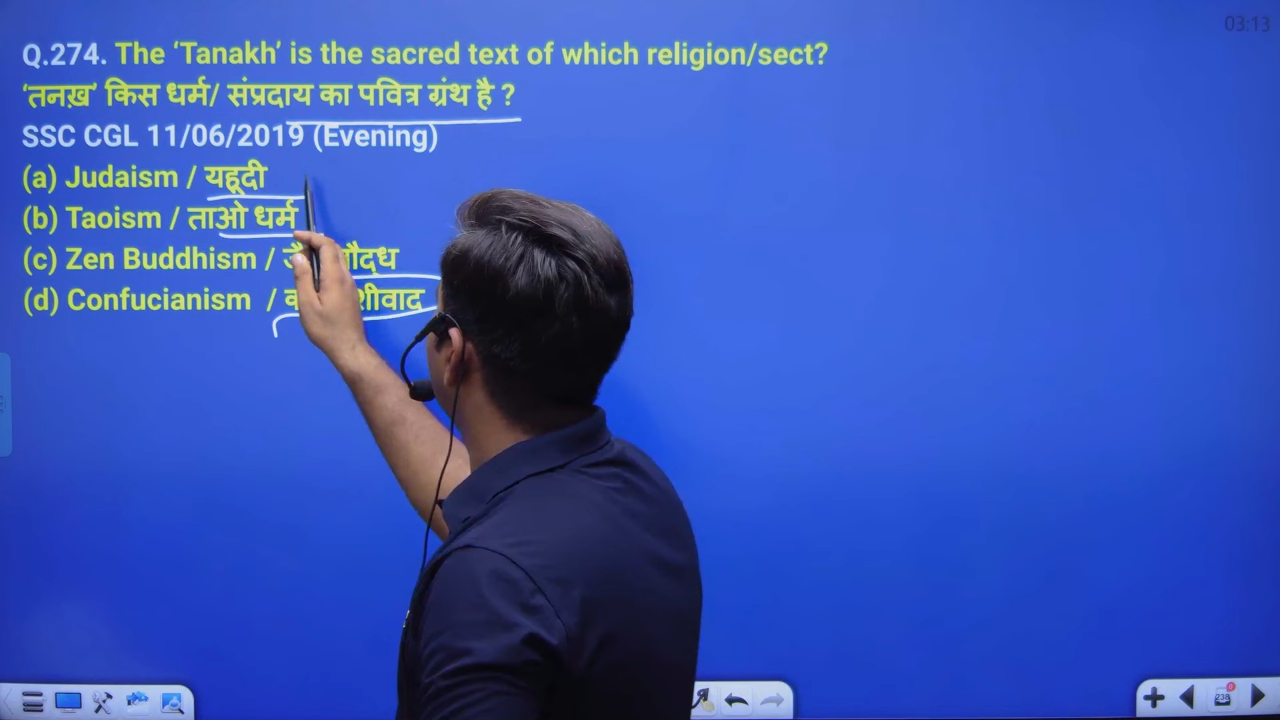 03:13
Q.274. The ‘Tanakh’ is the sacred text of which religion/sect?
‘तनख़’ किस धर्म/ संप्रदाय का पवित्र ग्रंथ है ?
SSC CGL 11/06/2019 (Evening)
(a) Judaism / यहूदी
(b) Taoism / ताओ धर्म
(c) Zen Buddhism /
(d) Confucianism /
238